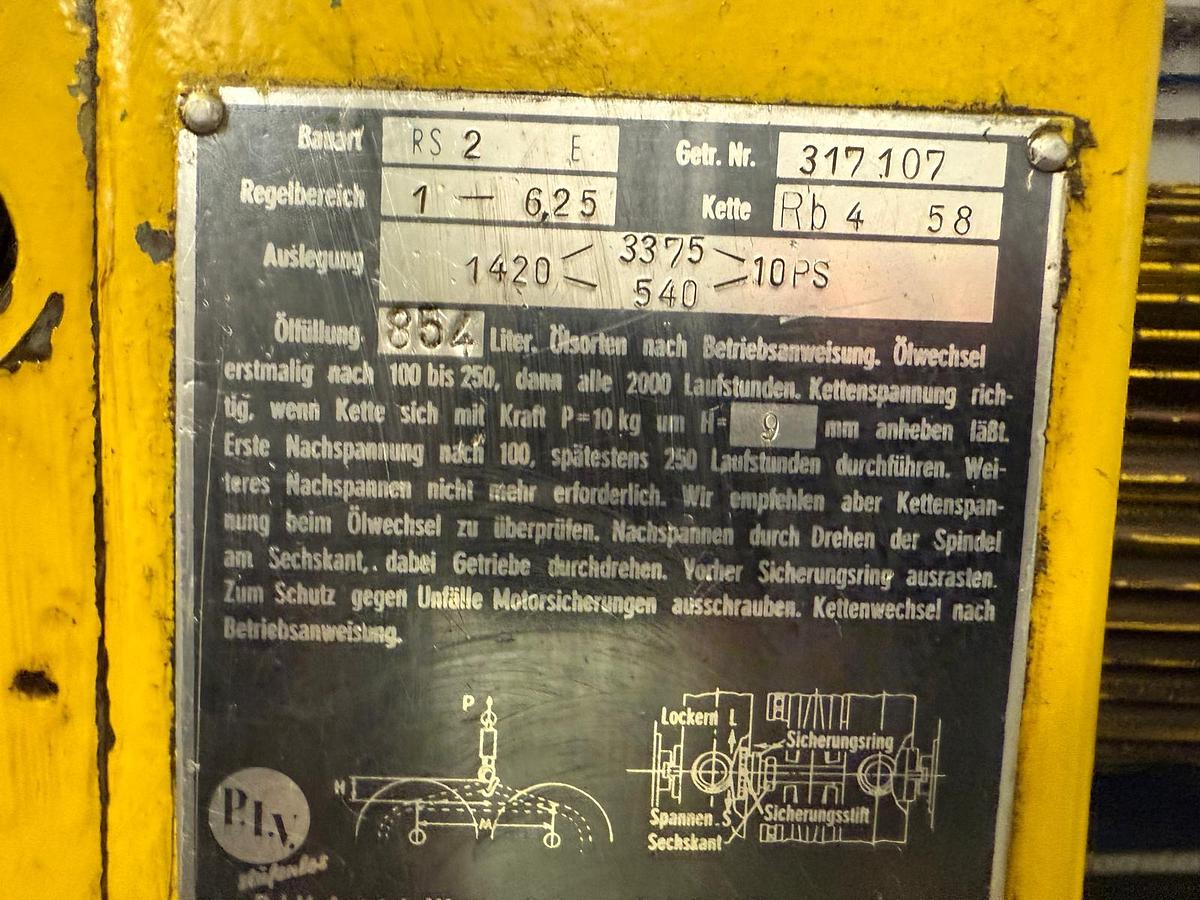 Bauart RS 2 E Getr. Nr. 317.107
Regelbereich 1 — 6,25 Kette Rb 4 58
Auslegung 1420 3375 540 10 PS
Ölfüllung 854 Liter. Ölsorten nach Betriebsanweisung. Ölwechsel
erstmalig nach 100 bis 250, dann alle 2000 Laufstunden. Kettenspannung rich-
tig, wenn Kette sich mit Kraft P=10 kg um H= 9 mm anheben läßt.
Erste Nachspannung nach 100, spätestens 250 Laufstunden durchführen. Wei-
teres Nachspannen nicht mehr erforderlich. Wir empfehlen aber Kettenspan-
nung beim Ölwechsel zu überprüfen. Nachspannen durch Drehen der Spindel
am Sechskant, dabei Getriebe durchdrehen. Vorher Sicherungsring ausrasten.
Zum Schutz gegen Unfälle Motorsicherungen ausschrauben. Kettenwechsel nach
Betriebsanweisung.
P
H
W
Lockern L
Sicherungsring
Spannen S
Sicherungsstift
Sechskant
P.I.V.
stufenlos